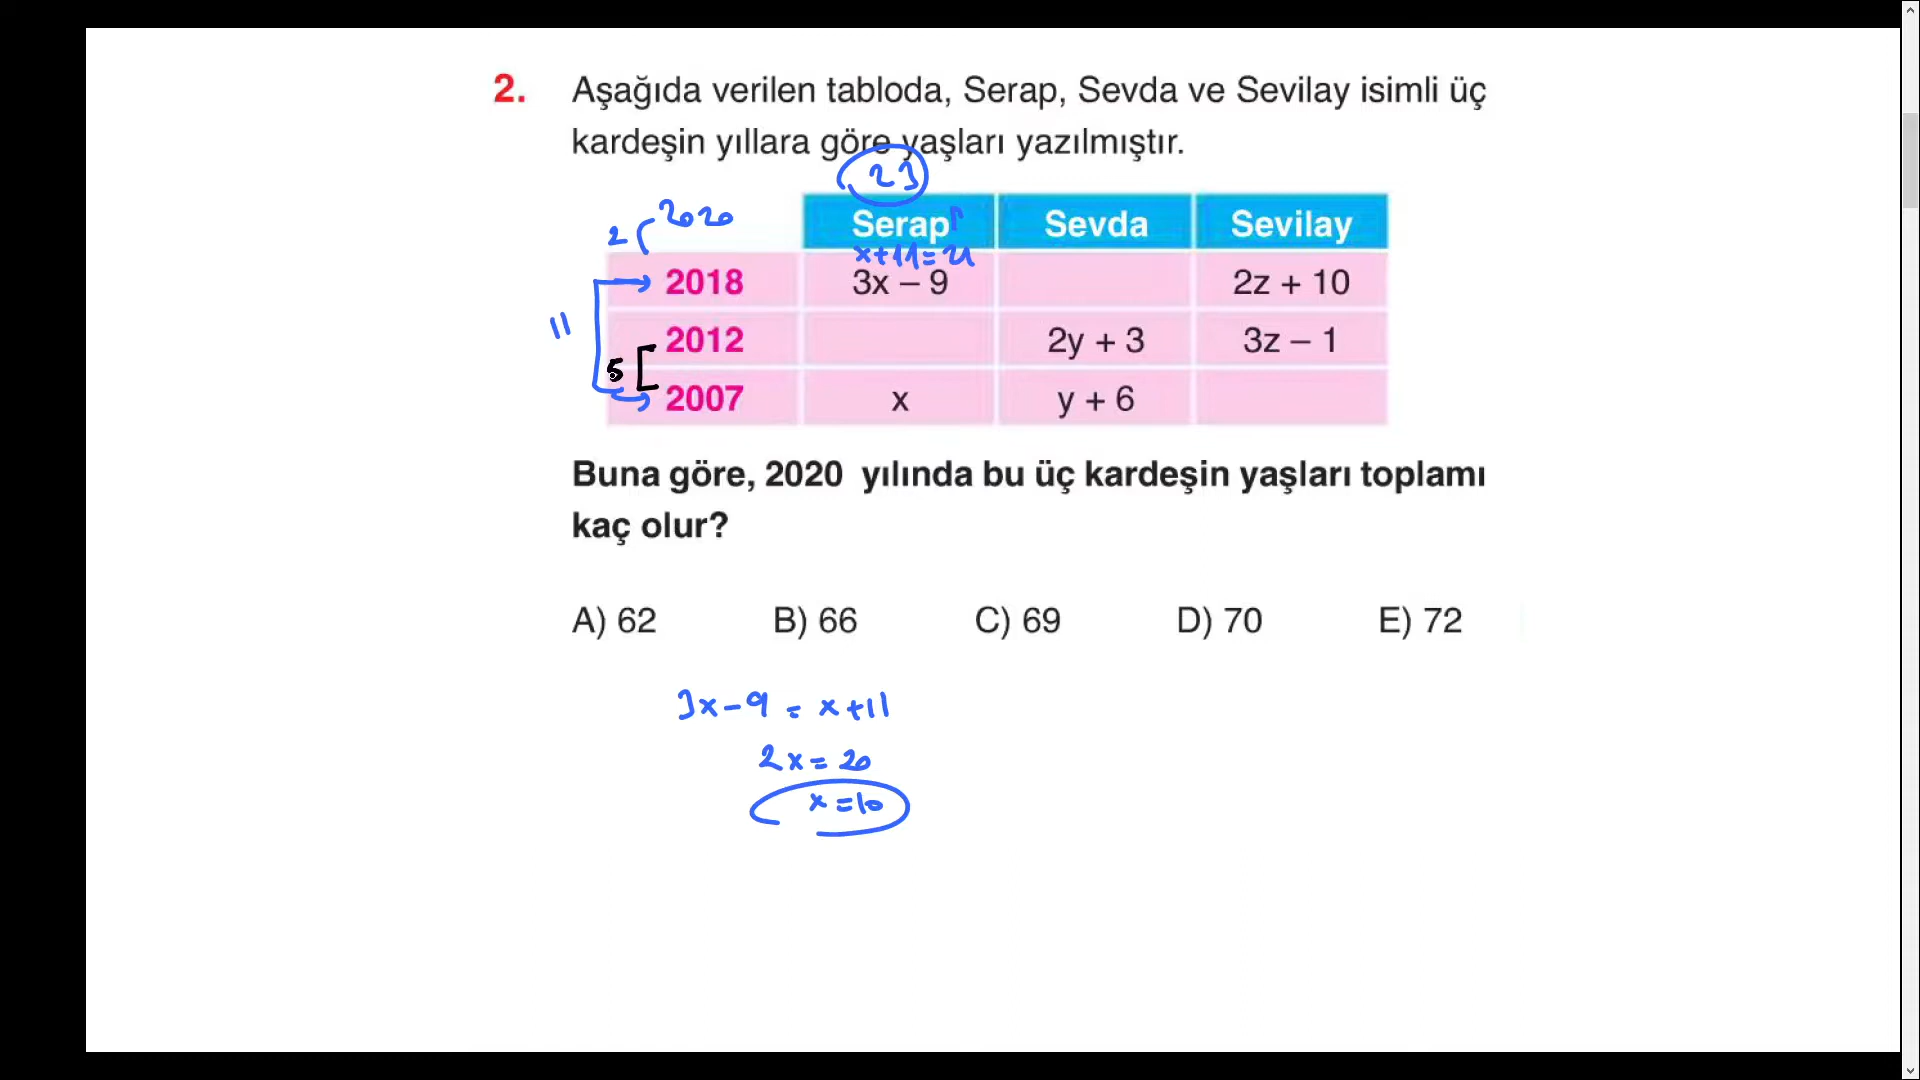 2. Aşağıda verilen tabloda, Serap, Sevda ve Sevilay isimli üç
kardeşin yıllara göre yaşları yazılmıştır.
23
2 2020
Serap Sevda Sevilay
x+11=21
2018 3x – 9 2z + 10
11
2012 2y + 3 3z – 1
5
2007 x y + 6
Buna göre, 2020 yılında bu üç kardeşin yaşları toplamı
kaç olur?
A) 62 B) 66 C) 69 D) 70 E) 72
3x-9 = x+11
2x = 20
x=10